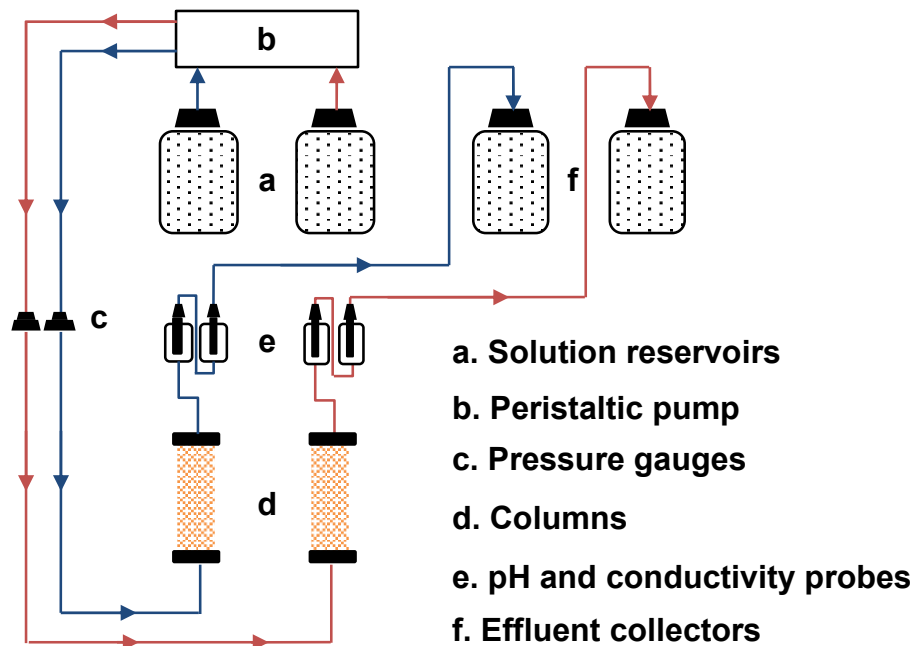 b
a
f
c
e
d
a. Solution reservoirs
b. Peristaltic pump
c. Pressure gauges
d. Columns
e. pH and conductivity probes
f. Effluent collectors